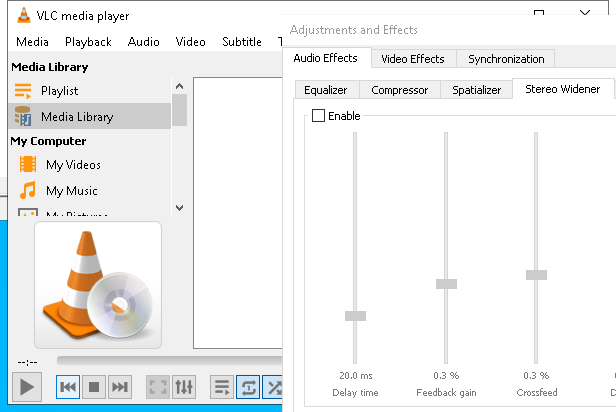 VLC media player
Media Playback Audio Video Subtitle
Media Library
Playlist
Media Library
My Computer
My Videos
My Music
My Pictures
--:--
Adjustments and Effects
Audio Effects Video Effects Synchronization
Equalizer Compressor Spatializer Stereo Widener
Enable
20.0 ms 0.3 % 0.3 %
Delay time Feedback gain Crossfeed